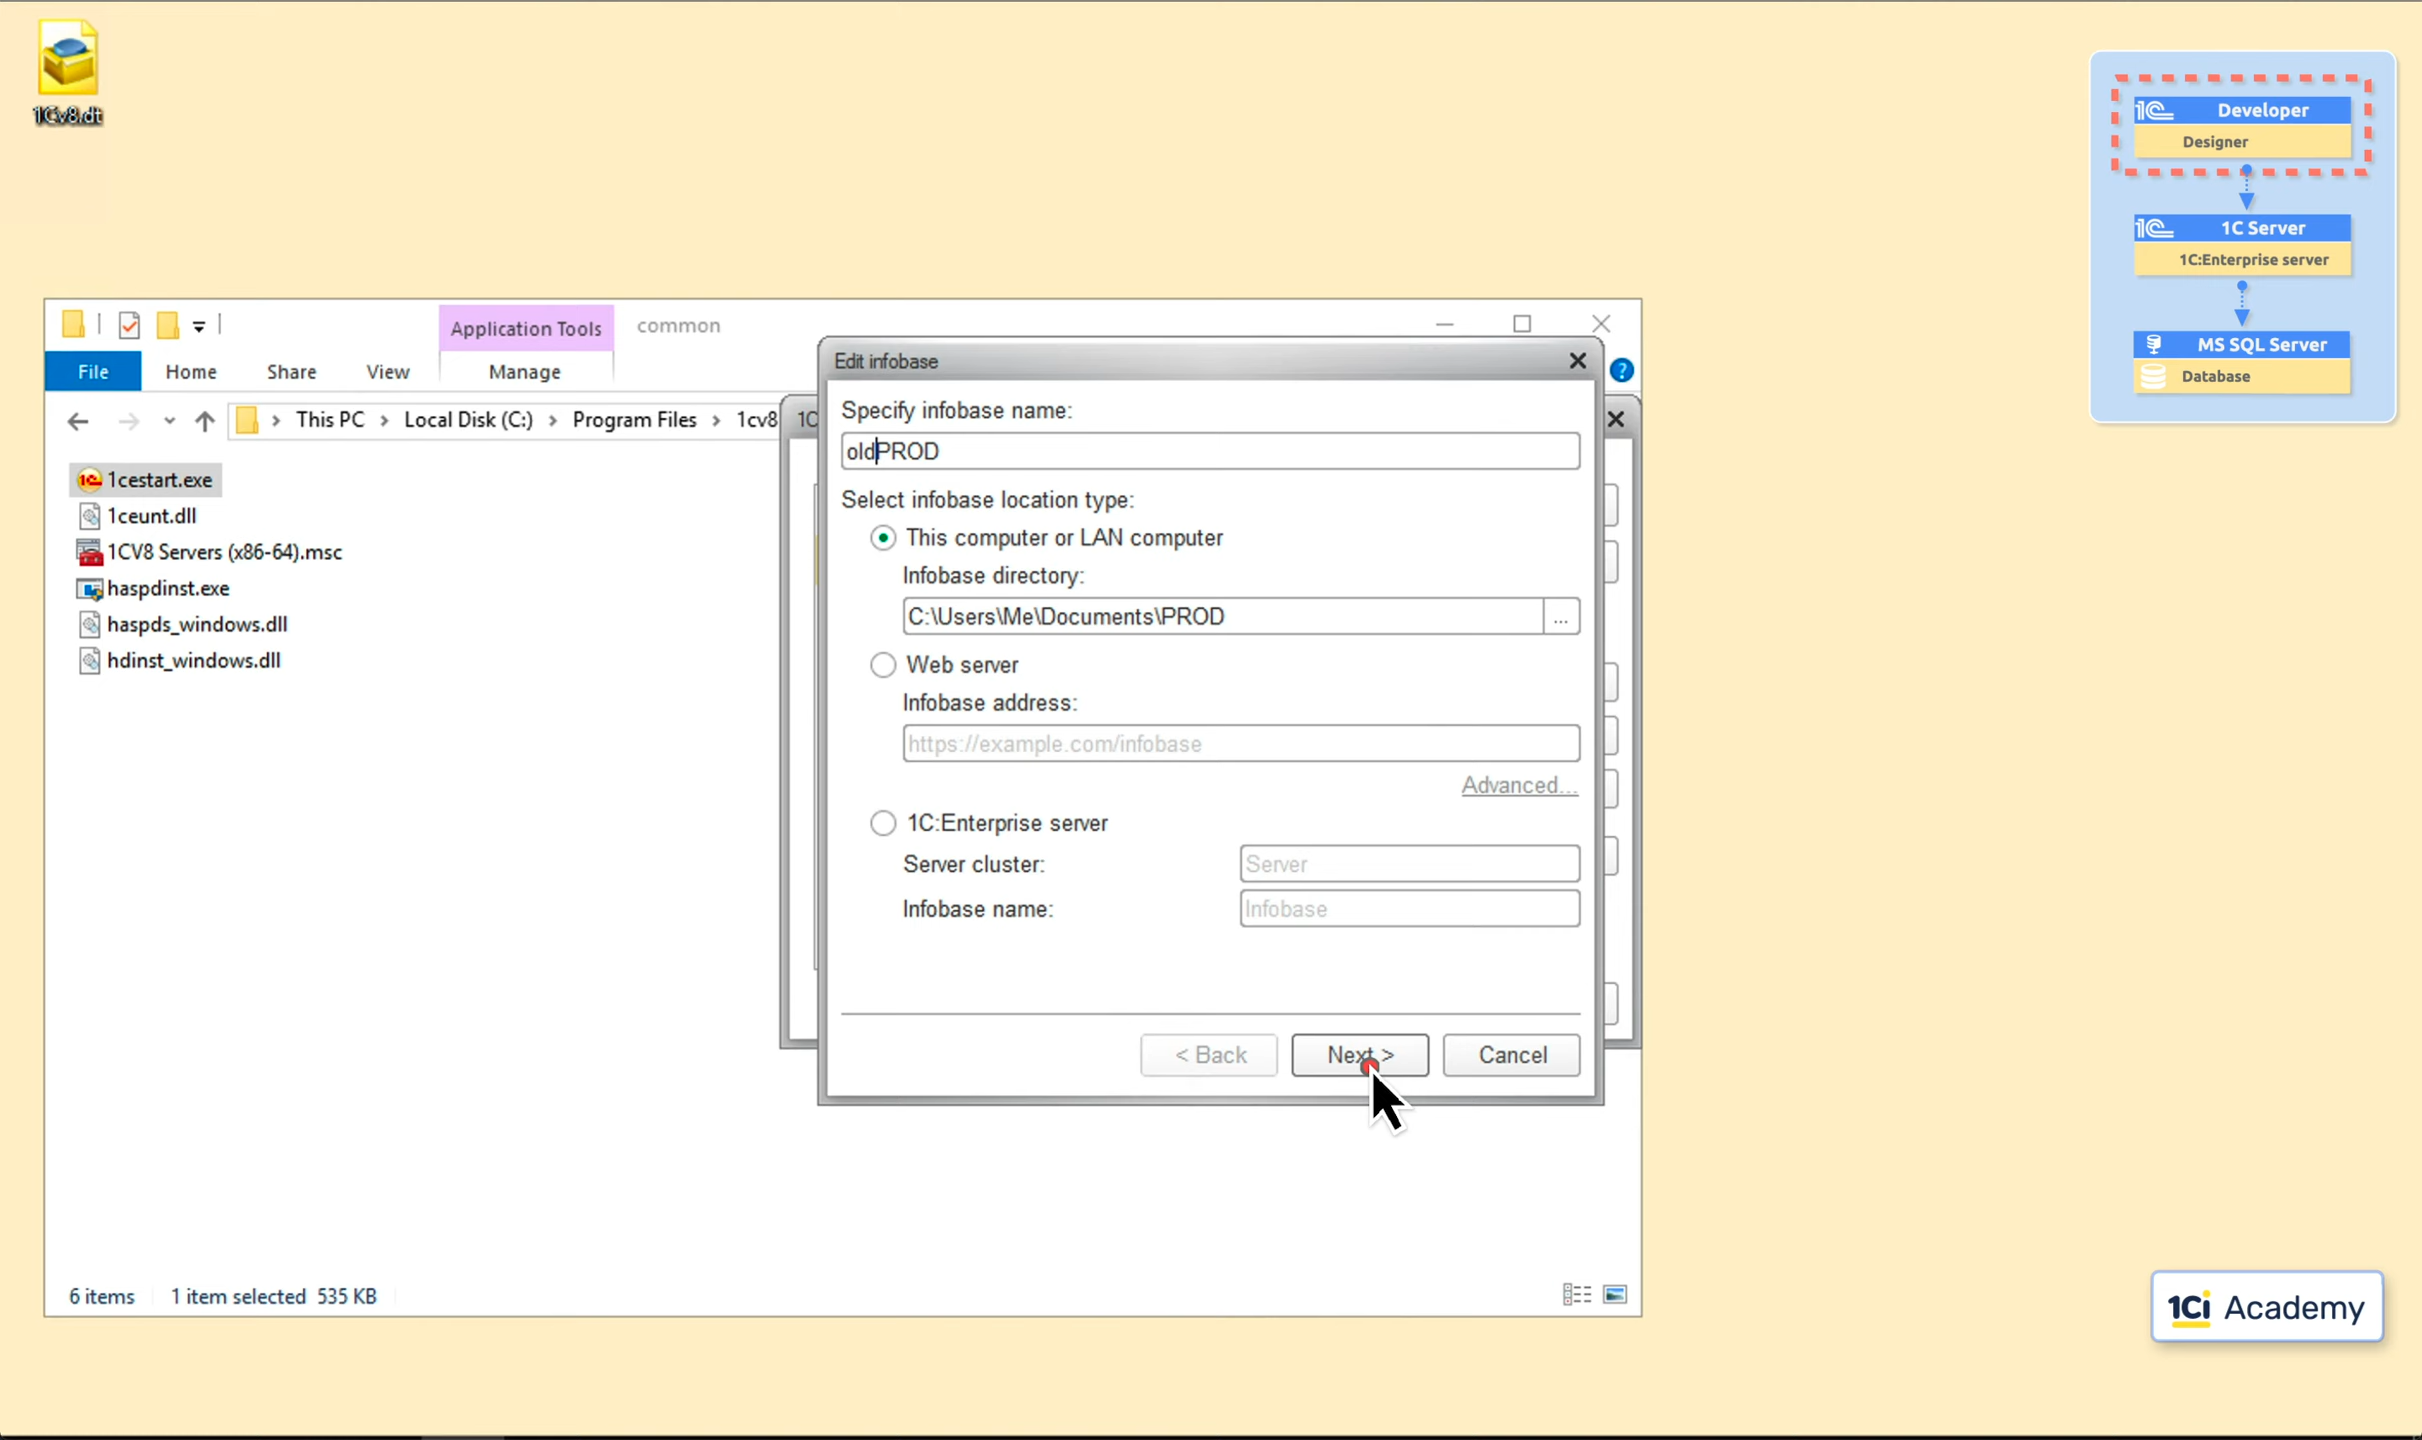 1Cv8.dt
Developer
Designer
1C Server
1C:Enterprise server
MS SQL Server
Database
Application Tools
common
File
Home
Share
View
Manage
This PC > Local Disk (C:) > Program Files > 1cv8
1C
1cestart.exe
1ceunt.dll
1CV8 Servers (x86-64).msc
haspdinst.exe
haspds_windows.dll
hdinst_windows.dll
Edit infobase
Specify infobase name:
oldPROD
Select infobase location type:
This computer or LAN computer
Infobase directory:
C:\Users\Me\Documents\PROD
...
Web server
Infobase address:
https://example.com/infobase
Advanced...
1C:Enterprise server
Server cluster:
Server
Infobase name:
Infobase
< Back
Next >
Cancel
6 items
1 item selected 535 KB
1Ci Academy